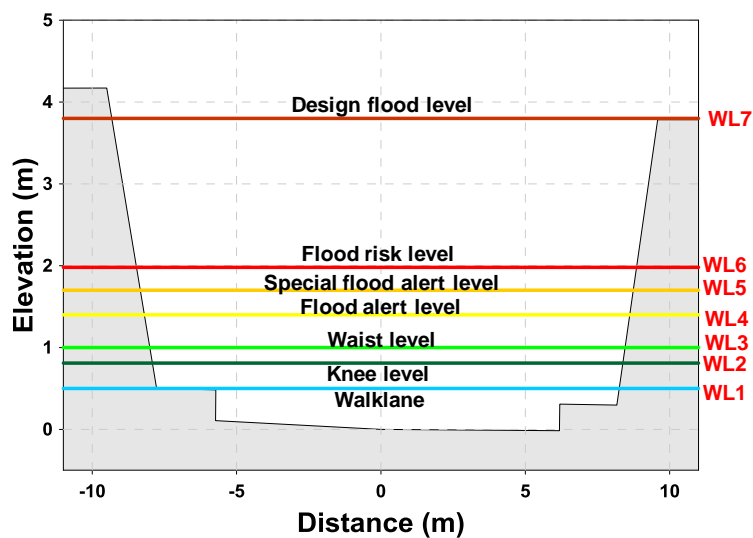 5
Design flood level
4
WL7
3
Elevation (m)
Flood risk level
2
WL6
Special flood alert level
WL5
Flood alert level
WL4
Waist level
WL3
1
WL2
Knee level
WL1
Walklane
0
-10 -5 0 5 10
Distance (m)